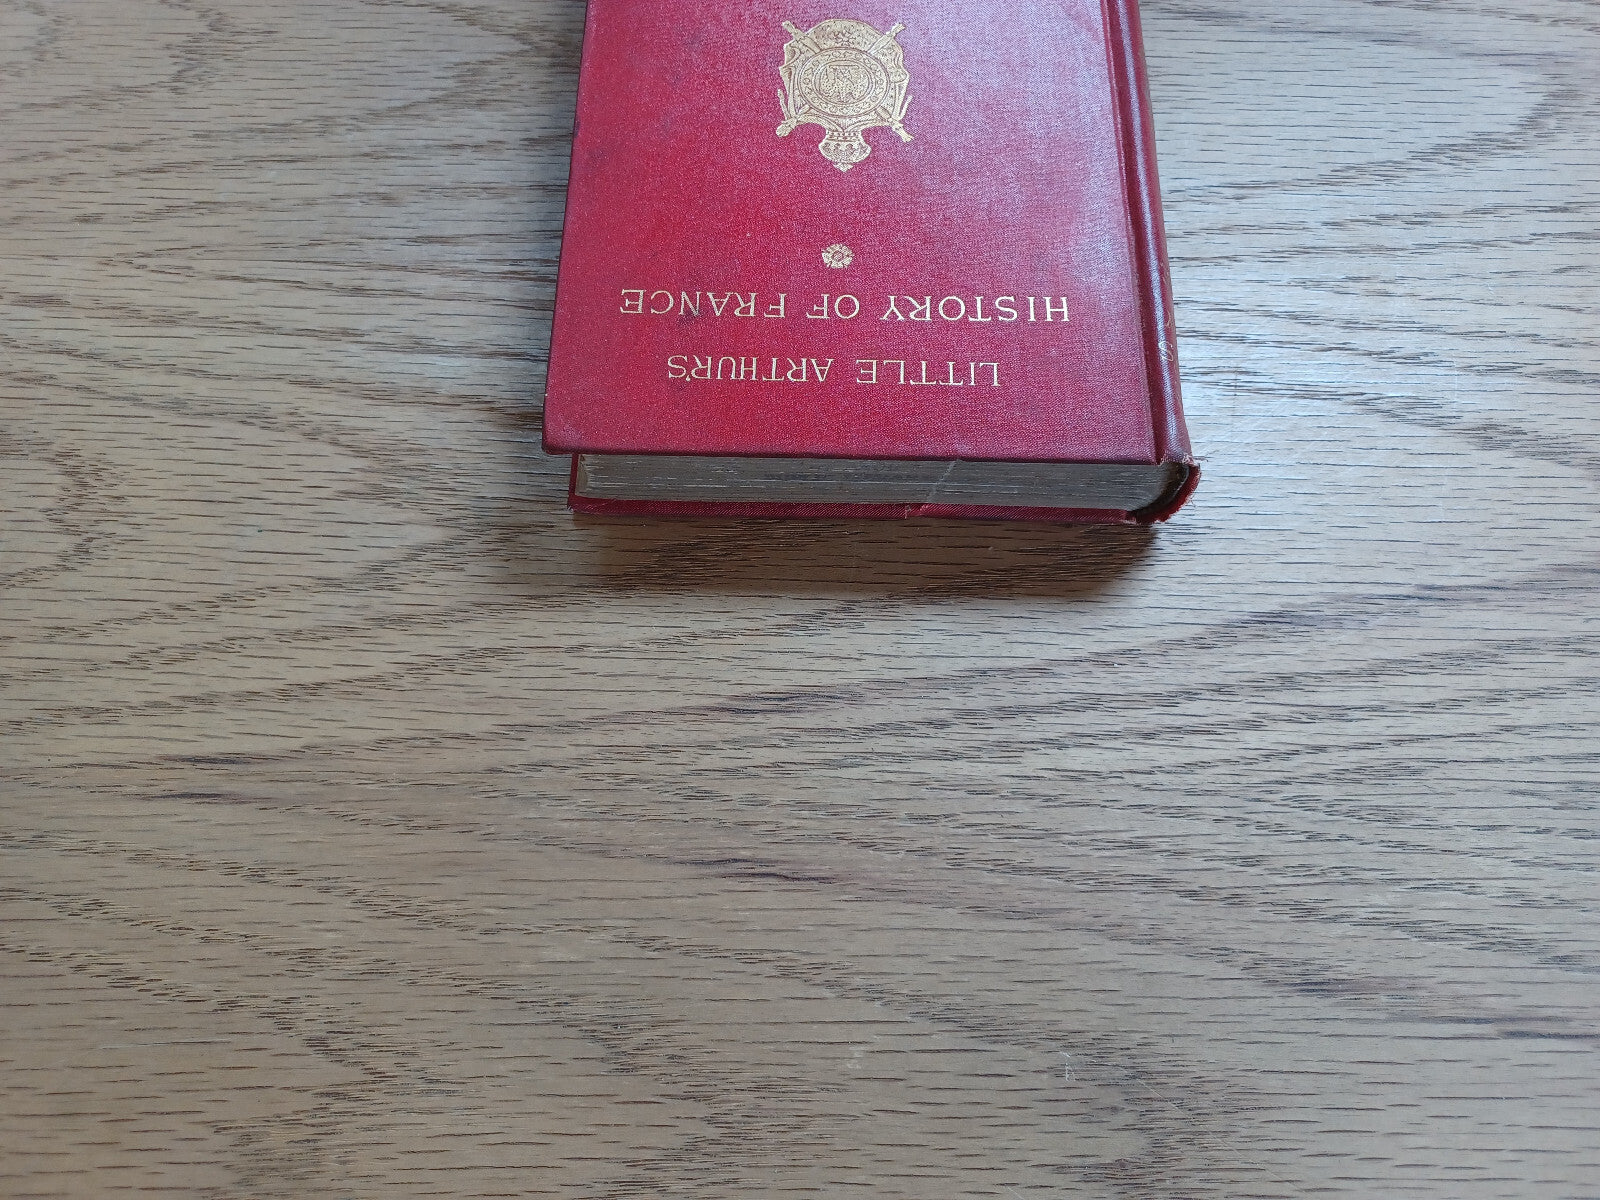 LITTLE ARTHUR'S
HISTORY OF FRANCE